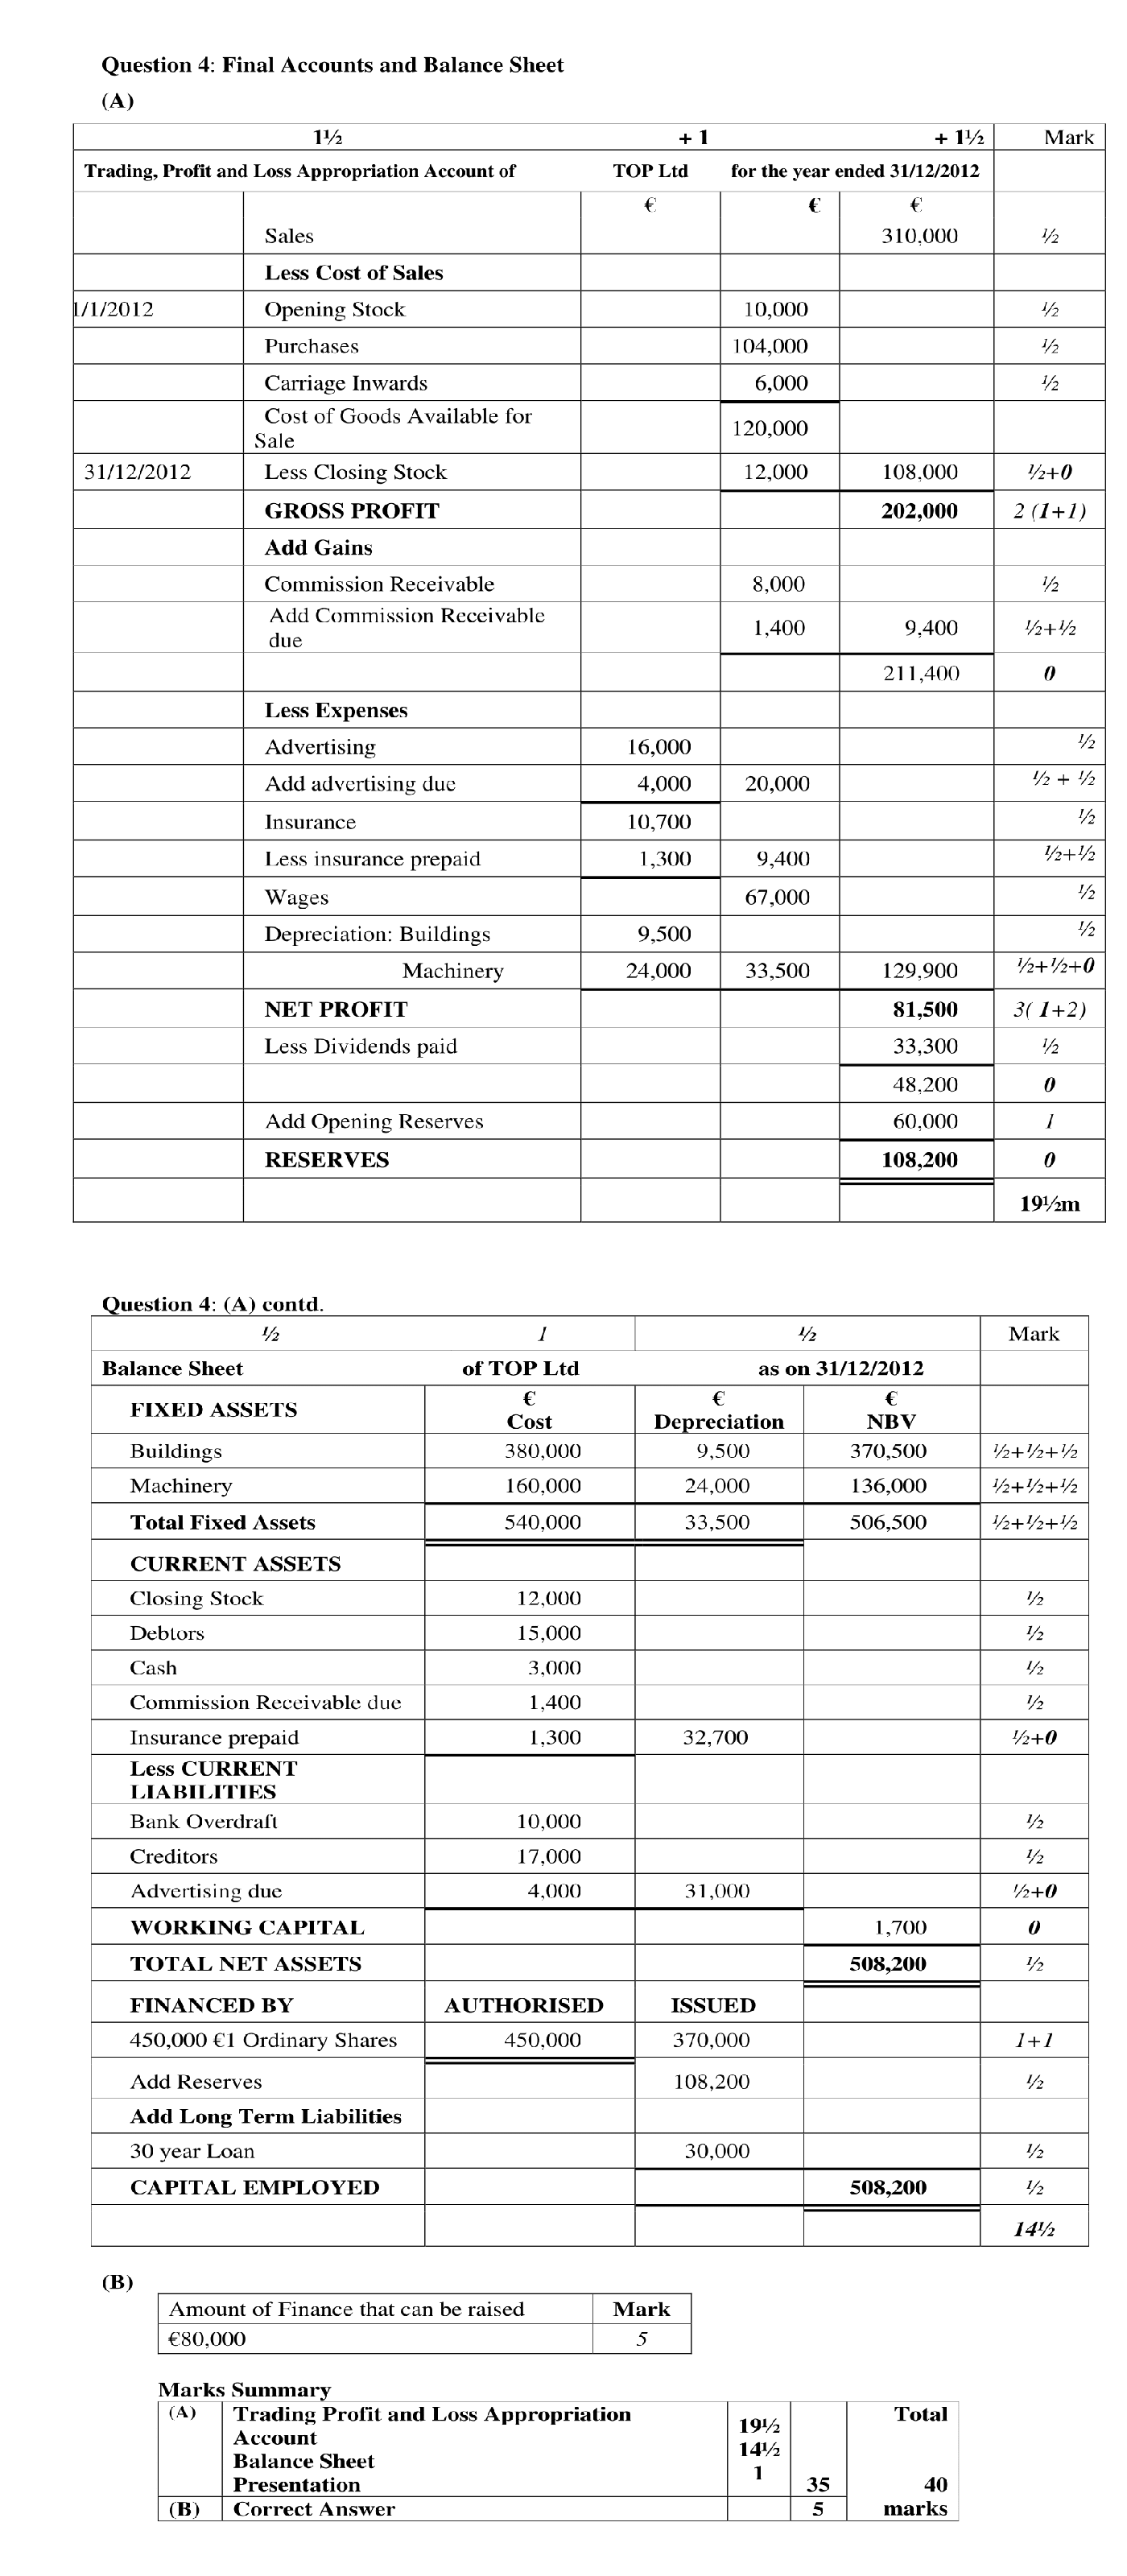 Question 4: Final Accounts and Balance Sheet
(A)
1½ + 1 + 1½ Mark
Trading, Profit and Loss Appropriation Account of TOP Ltd for the year ended 31/12/2012
€ € €
Sales 310,000 ½
Less Cost of Sales
1/1/2012 Opening Stock 10,000 ½
Purchases 104,000 ½
Carriage Inwards 6,000 ½
Cost of Goods Available for
Sale 120,000
31/12/2012 Less Closing Stock 12,000 108,000 ½+0
GROSS PROFIT 202,000 2 (1+1)
Add Gains
Commission Receivable 8,000 ½
Add Commission Receivable
due 1,400 9,400 ½+½
211,400 0
Less Expenses
Advertising 16,000 ½
Add advertising due 4,000 20,000 ½ + ½
Insurance 10,700 ½
Less insurance prepaid 1,300 9,400 ½+½
Wages 67,000 ½
Depreciation: Buildings 9,500 ½
Machinery 24,000 33,500 129,900 ½+½+0
NET PROFIT 81,500 3( 1+2)
Less Dividends paid 33,300 ½
48,200 0
Add Opening Reserves 60,000 1
RESERVES 108,200 0
19½m
Question 4: (A) contd.
½ 1 ½ Mark
Balance Sheet of TOP Ltd as on 31/12/2012
FIXED ASSETS € € €
Cost Depreciation NBV
Buildings 380,000 9,500 370,500 ½+½+½
Machinery 160,000 24,000 136,000 ½+½+½
Total Fixed Assets 540,000 33,500 506,500 ½+½+½
CURRENT ASSETS
Closing Stock 12,000 ½
Debtors 15,000 ½
Cash 3,000 ½
Commission Receivable due 1,400 ½
Insurance prepaid 1,300 32,700 ½+0
Less CURRENT
LIABILITIES
Bank Overdraft 10,000 ½
Creditors 17,000 ½
Advertising due 4,000 31,000 ½+0
WORKING CAPITAL 1,700 0
TOTAL NET ASSETS 508,200 ½
FINANCED BY AUTHORISED ISSUED
450,000 €1 Ordinary Shares 450,000 370,000 1+1
Add Reserves 108,200 ½
Add Long Term Liabilities
30 year Loan 30,000 ½
CAPITAL EMPLOYED 508,200 ½
14½
(B)
Amount of Finance that can be raised Mark
€80,000 5
Marks Summary
(A) Trading Profit and Loss Appropriation Total
Account 19½
Balance Sheet 14½
Presentation 1 35 40
(B) Correct Answer 5 marks